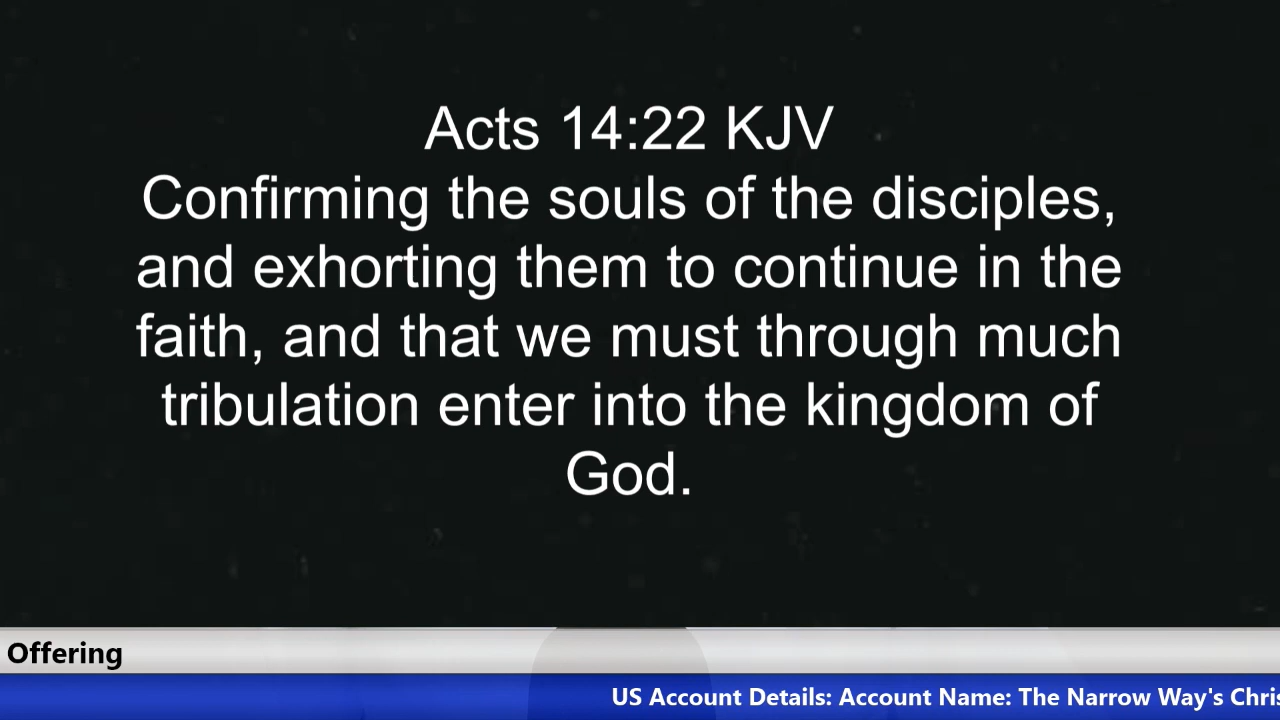 Acts 14:22 KJV
Confirming the souls of the disciples,
and exhorting them to continue in the
faith, and that we must through much
tribulation enter into the kingdom of
God.
Offering
US Account Details: Account Name: The Narrow Way's Chris